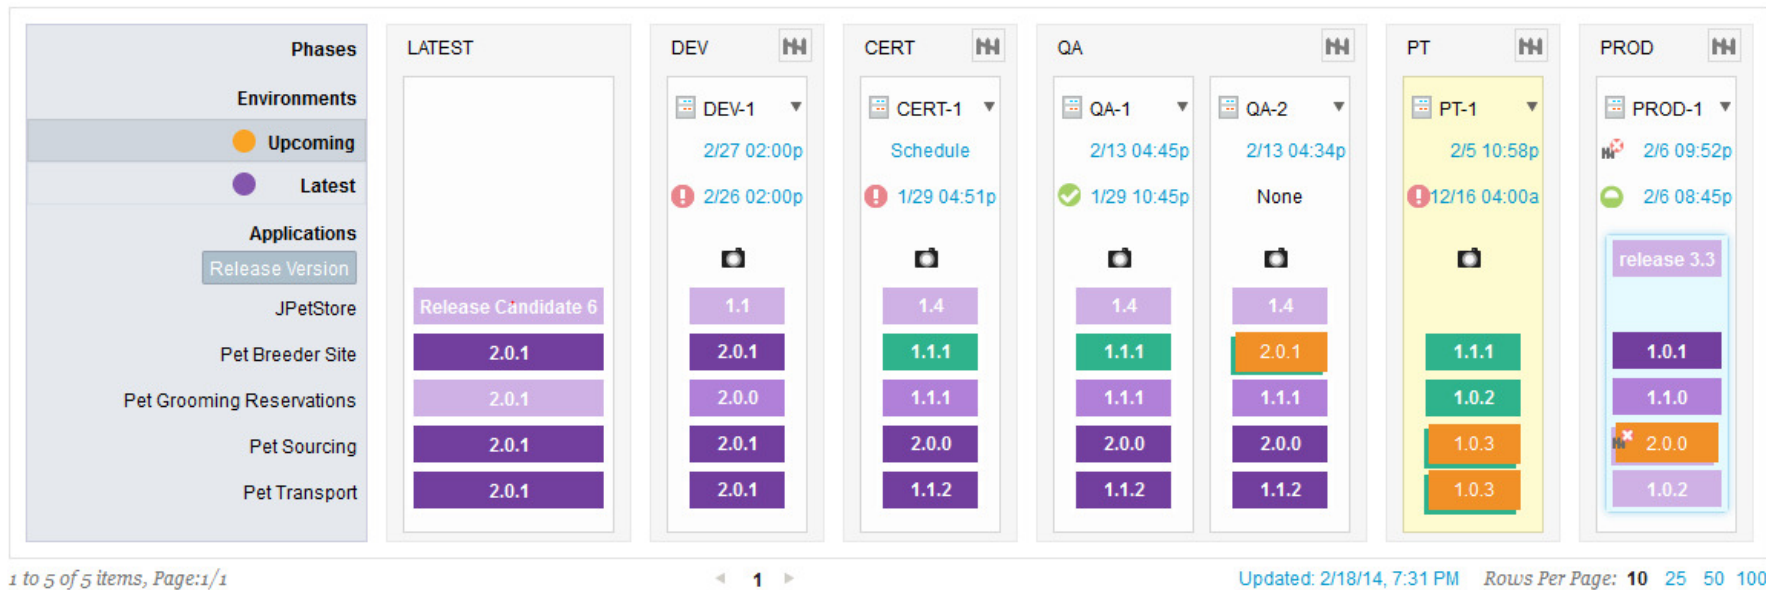 Phases LATEST DEV CERT QA PT PROD
Environments DEV-1 CERT-1 QA-1 QA-2 PT-1 PROD-1
Upcoming 2/27 02:00p Schedule 2/13 04:45p 2/13 04:34p 2/5 10:58p 2/6 09:52p
Latest 2/26 02:00p 1/29 04:51p 1/29 10:45p None 12/16 04:00a 2/6 08:45p
Applications
Release Version release 3.3
JPetStore Release Candidate 6 1.1 1.4 1.4 1.4
Pet Breeder Site 2.0.1 2.0.1 1.1.1 1.1.1 2.0.1 1.1.1 1.0.1
Pet Grooming Reservations 2.0.1 2.0.0 1.1.1 1.1.1 1.1.1 1.0.2 1.1.0
Pet Sourcing 2.0.1 2.0.1 2.0.0 2.0.0 2.0.0 1.0.3 2.0.0
Pet Transport 2.0.1 2.0.1 1.1.2 1.1.2 1.1.2 1.0.3 1.0.2
1 to 5 of 5 items, Page:1/1 1 Updated: 2/18/14, 7:31 PM Rows Per Page: 10 25 50 100